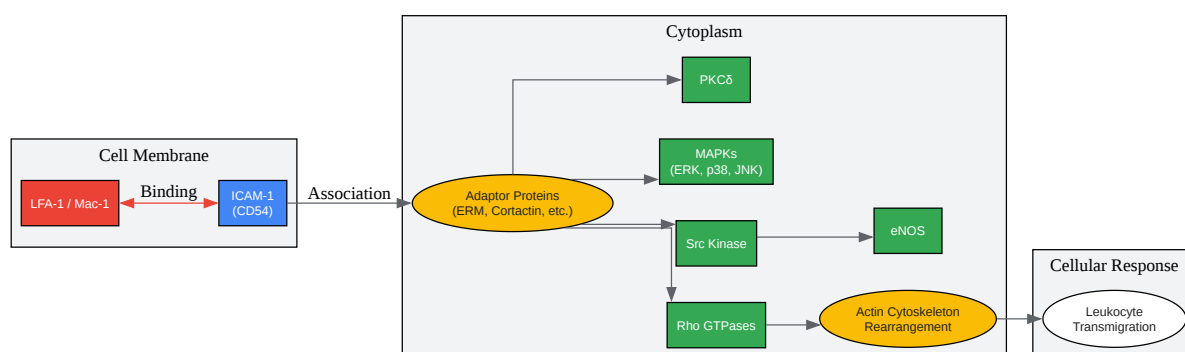 Cytoplasm
PKCδ
Cell Membrane
LFA-1 / Mac-1
Binding
ICAM-1
(CD54)
Association
Adaptor Proteins
(ERM, Cortactin, etc.)
MAPKs
(ERK, p38, JNK)
Src Kinase
eNOS
Rho GTPases
Actin Cytoskeleton
Rearrangement
Cellular Response
Leukocyte
Transmigration